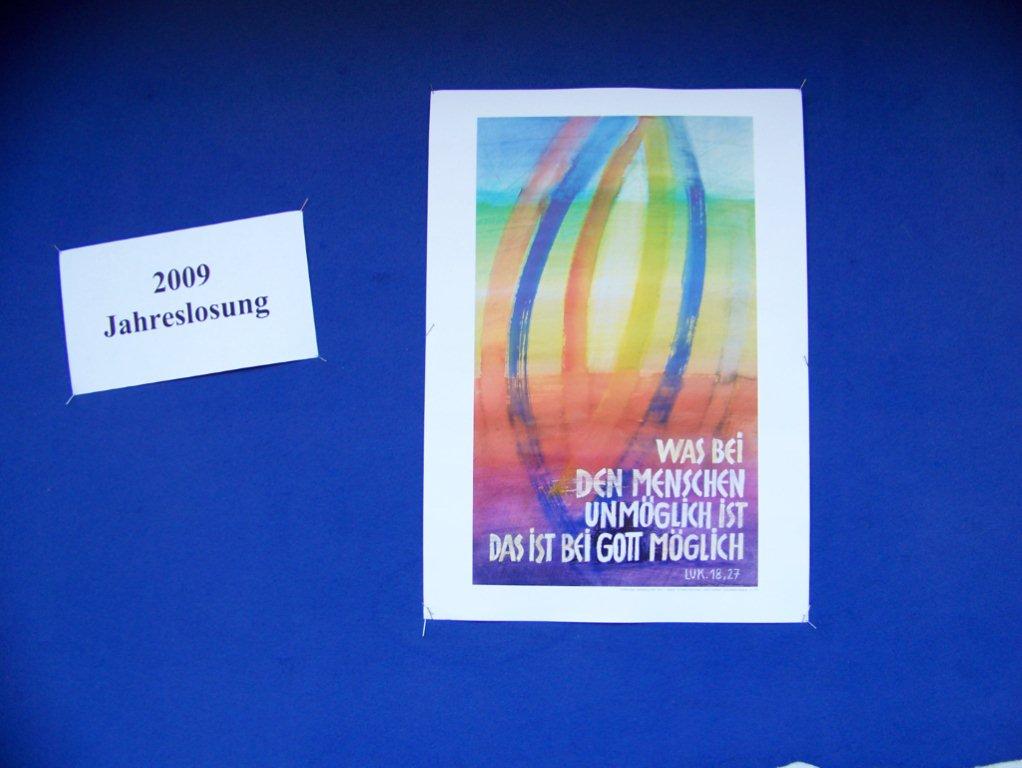 2009
Jahreslosung
WAS BEI
DEN MENSCHEN
UNMÖGLICH IST
DAS IST BEI GOTT MÖGLICH
LUK. 18,27